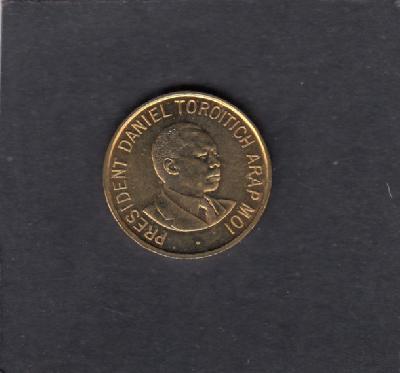 PRESIDENT DANIEL TOROITICH ARAP MOI